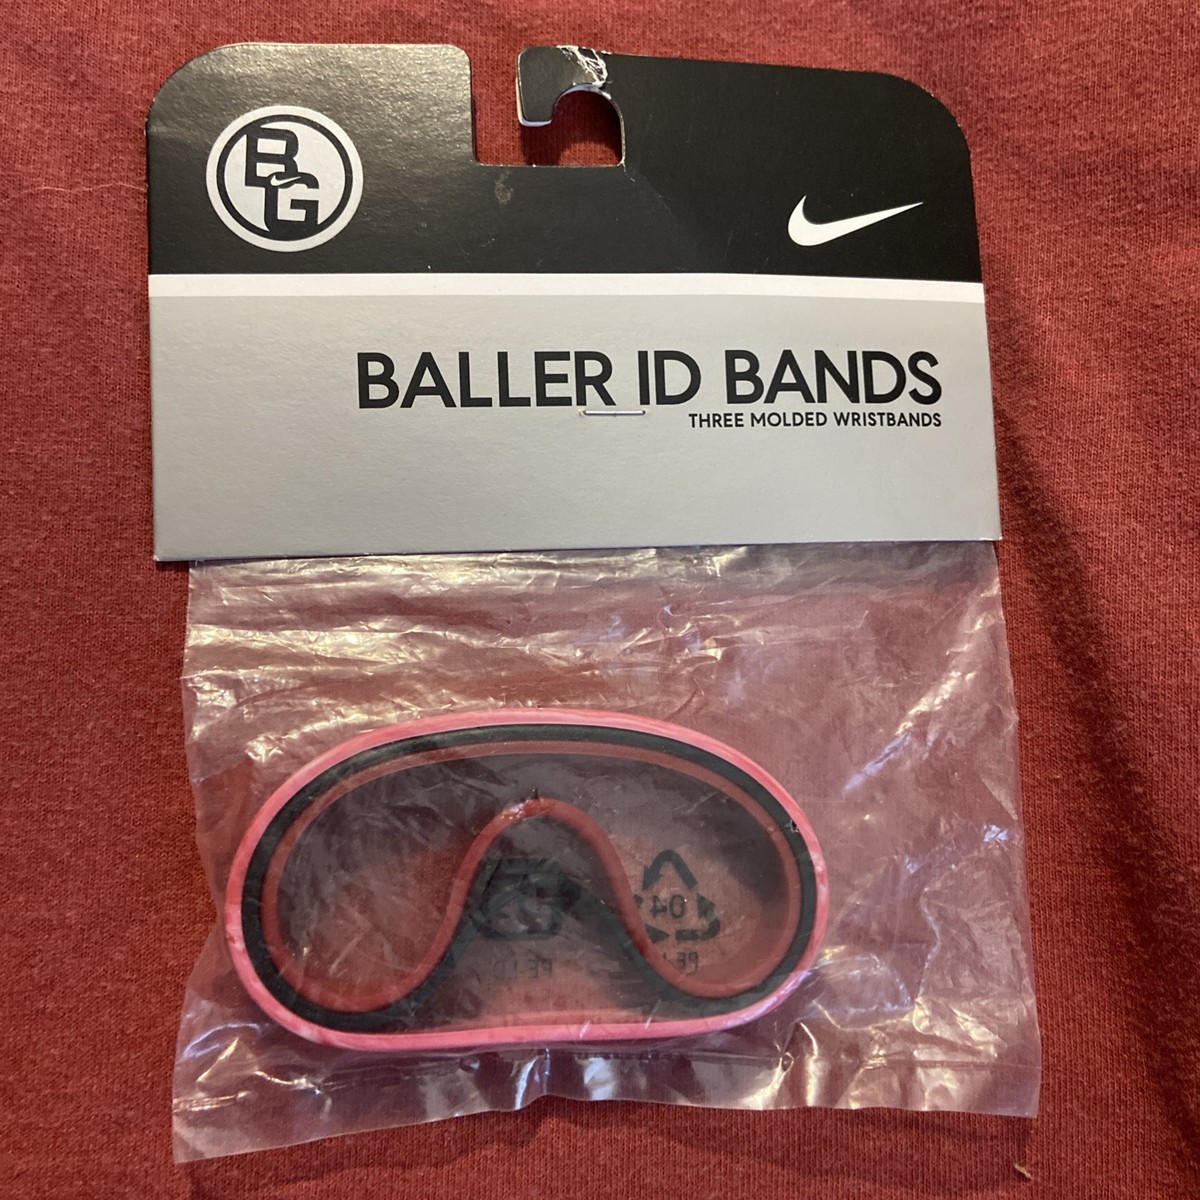 BG
BALLER ID BANDS
THREE MOLDED WRISTBANDS
04